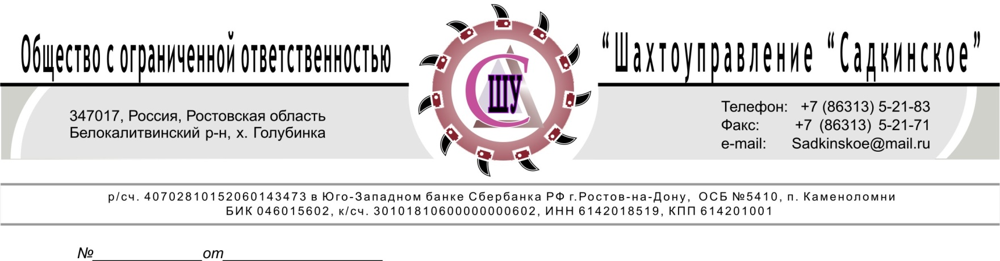 Общество с ограниченной ответственностью
"Шахтоуправление "Садкинское"
СШУ
347017, Россия, Ростовская область
Белокалитвинский р-н, х. Голубинка
Телефон: +7 (86313) 5-21-83
Факс: +7 (86313) 5-21-71
e-mail: Sadkinskoe@mail.ru
р/сч. 40702810152060143473 в Юго-Западном банке Сбербанка РФ г.Ростов-на-Дону, ОСБ №5410, п. Каменоломни
БИК 046015602, к/сч. 30101810600000000602, ИНН 6142018519, КПП 614201001
№______________от____________________